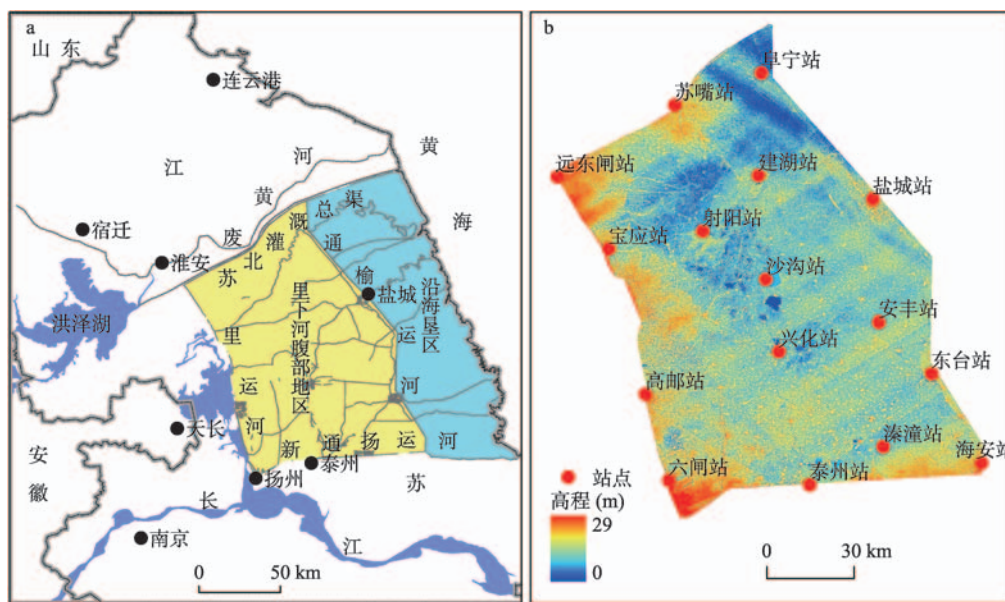 a
山东
连云港
江
河
黄
黄
废
海
总渠
溉
灌
北
苏
通
榆
运
河
宿迁
淮安
盐城
沿海垦区
里下河腹部地区
洪泽湖
里
运
河
新
通
扬
运
河
天长
泰州
苏
安徽
扬州
长
江
南京
0
50 km
b
阜宁站
苏嘴站
远东闸站
建湖站
盐城站
射阳站
宝应站
沙沟站
安丰站
兴化站
东台站
高邮站
溱潼站
海安站
六闸站
泰州站
站点
高程 (m)
29
0
0
30 km